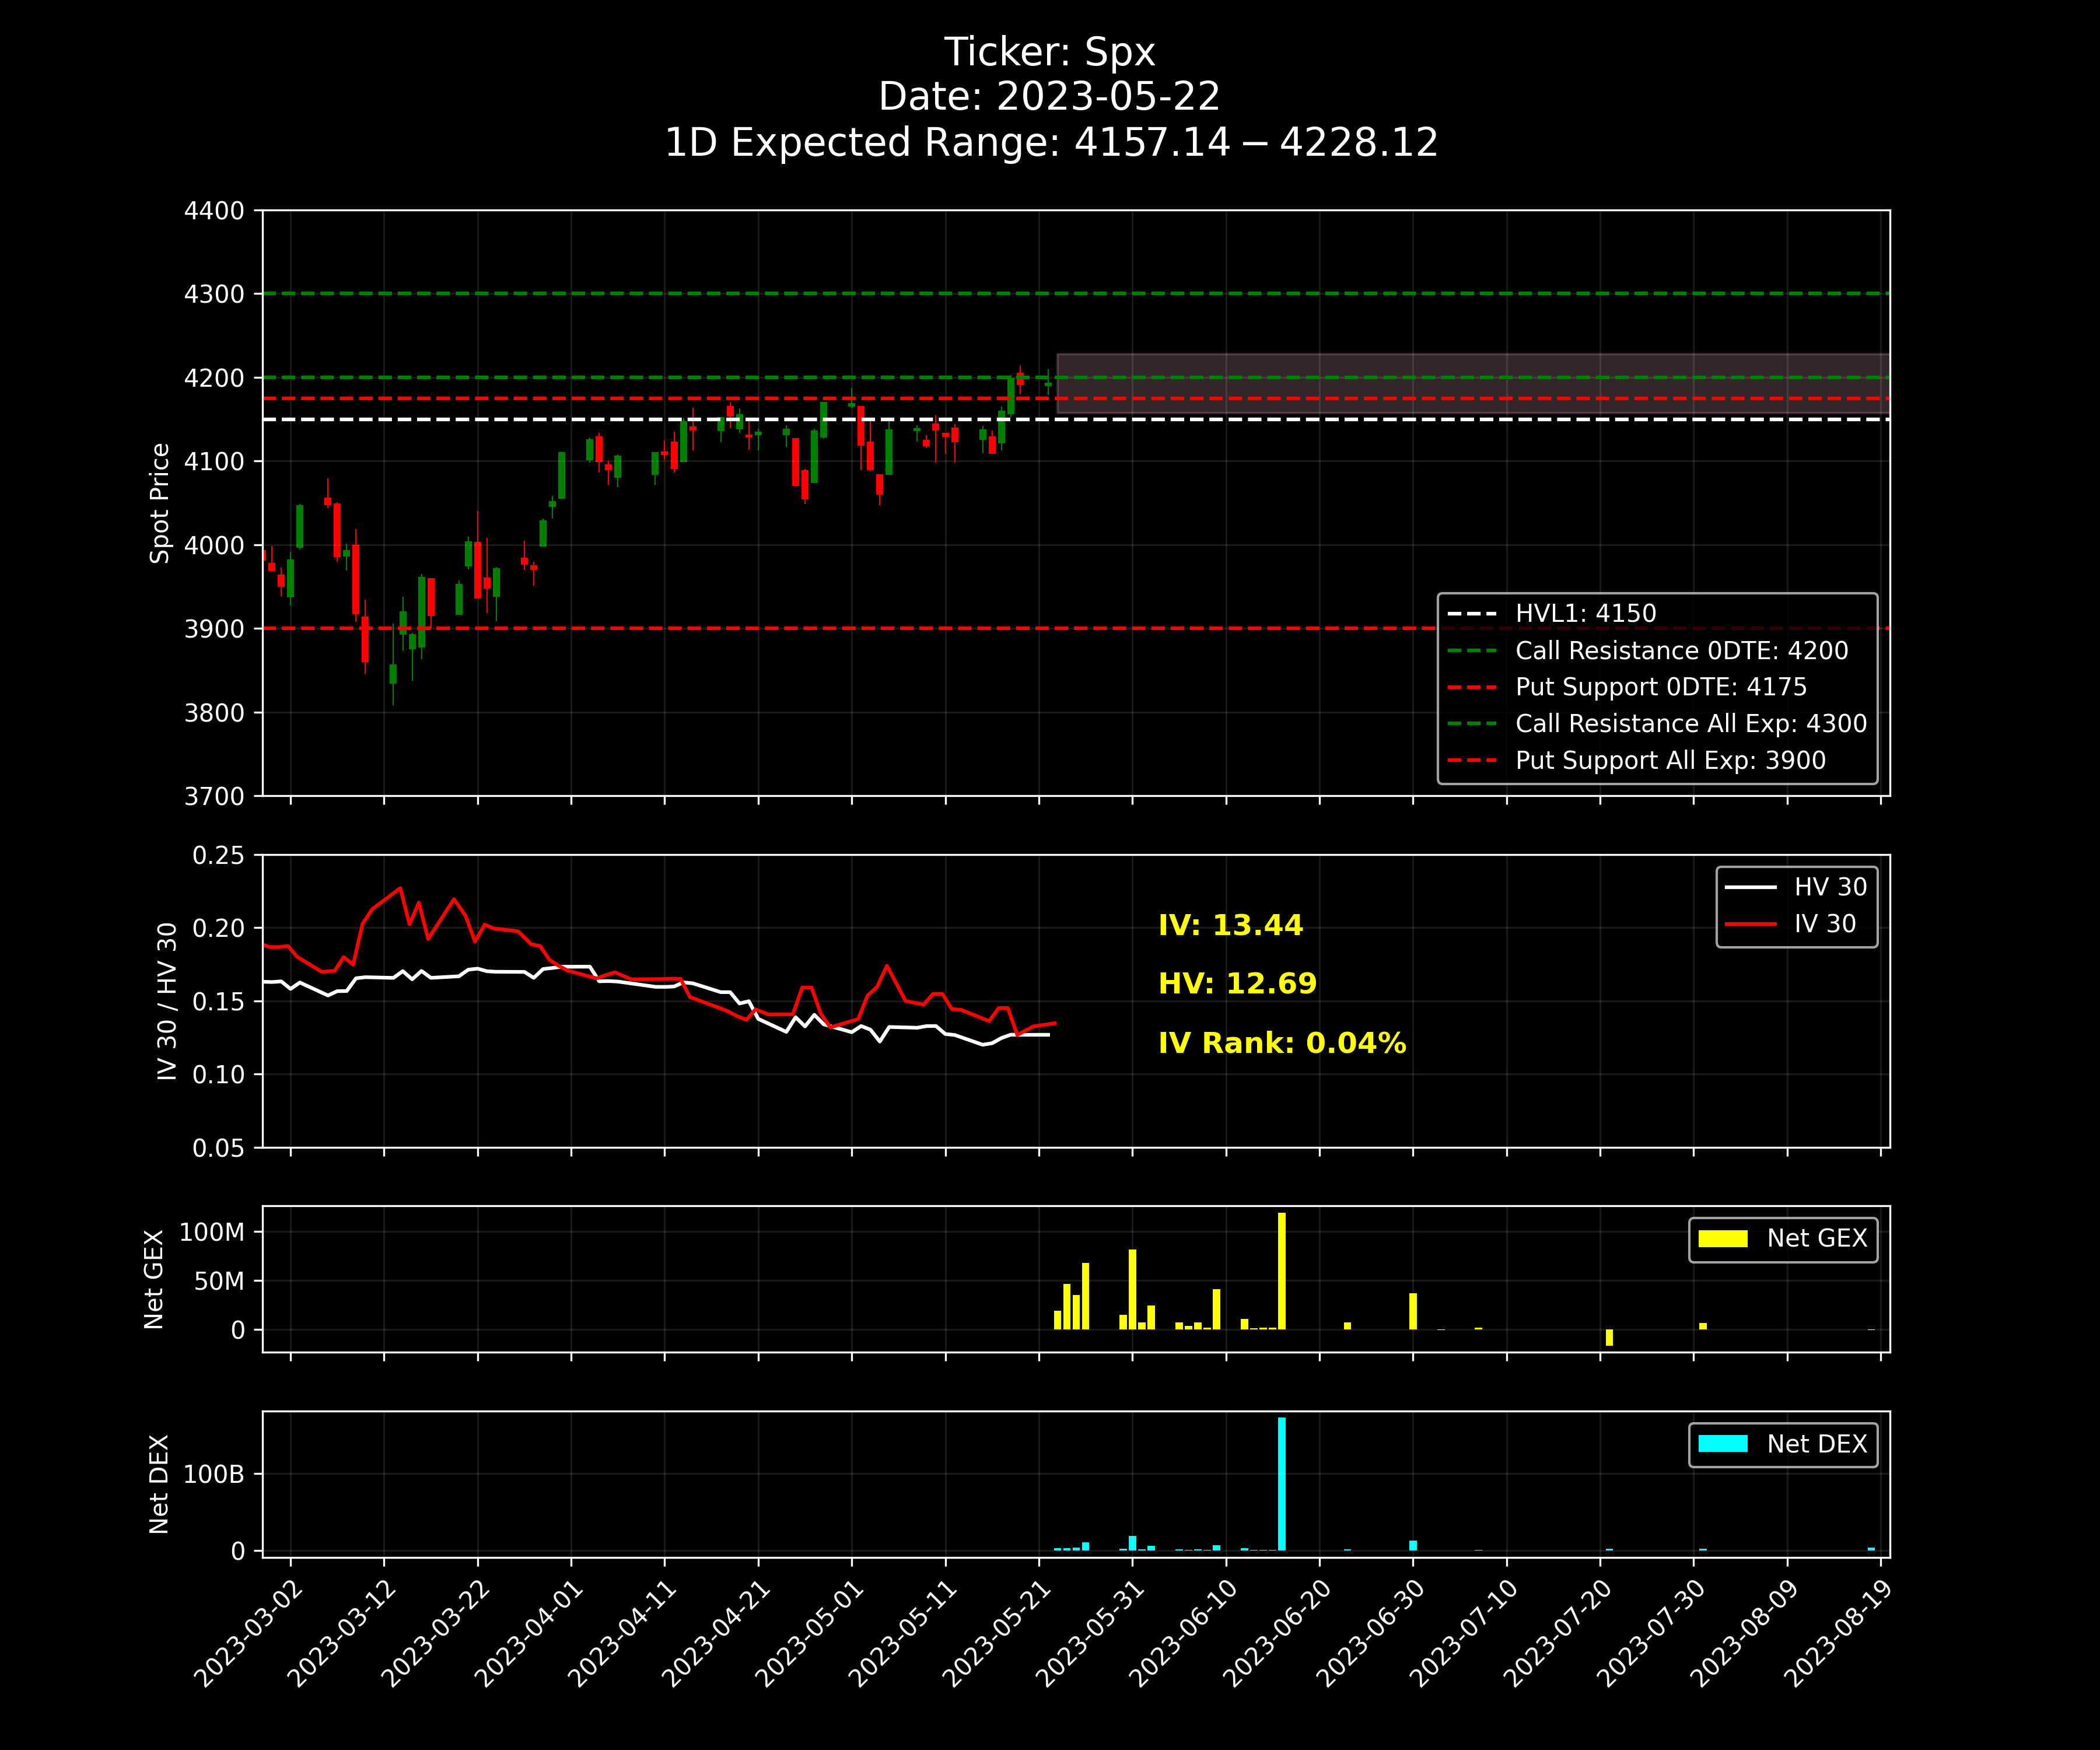 Ticker: Spx
Date: 2023-05-22
1D Expected Range: 4157.14 − 4228.12
4400
4300
4200
4100
4000
3900
3800
3700
Spot Price
HVL1: 4150
Call Resistance 0DTE: 4200
Put Support 0DTE: 4175
Call Resistance All Exp: 4300
Put Support All Exp: 3900
0.25
0.20
0.15
0.10
0.05
IV 30 / HV 30
IV: 13.44
HV: 12.69
IV Rank: 0.04%
HV 30
IV 30
100M
50M
0
Net GEX
Net GEX
100B
0
Net DEX
Net DEX
2023-03-02
2023-03-12
2023-03-22
2023-04-01
2023-04-11
2023-04-21
2023-05-01
2023-05-11
2023-05-21
2023-05-31
2023-06-10
2023-06-20
2023-06-30
2023-07-10
2023-07-20
2023-07-30
2023-08-09
2023-08-19